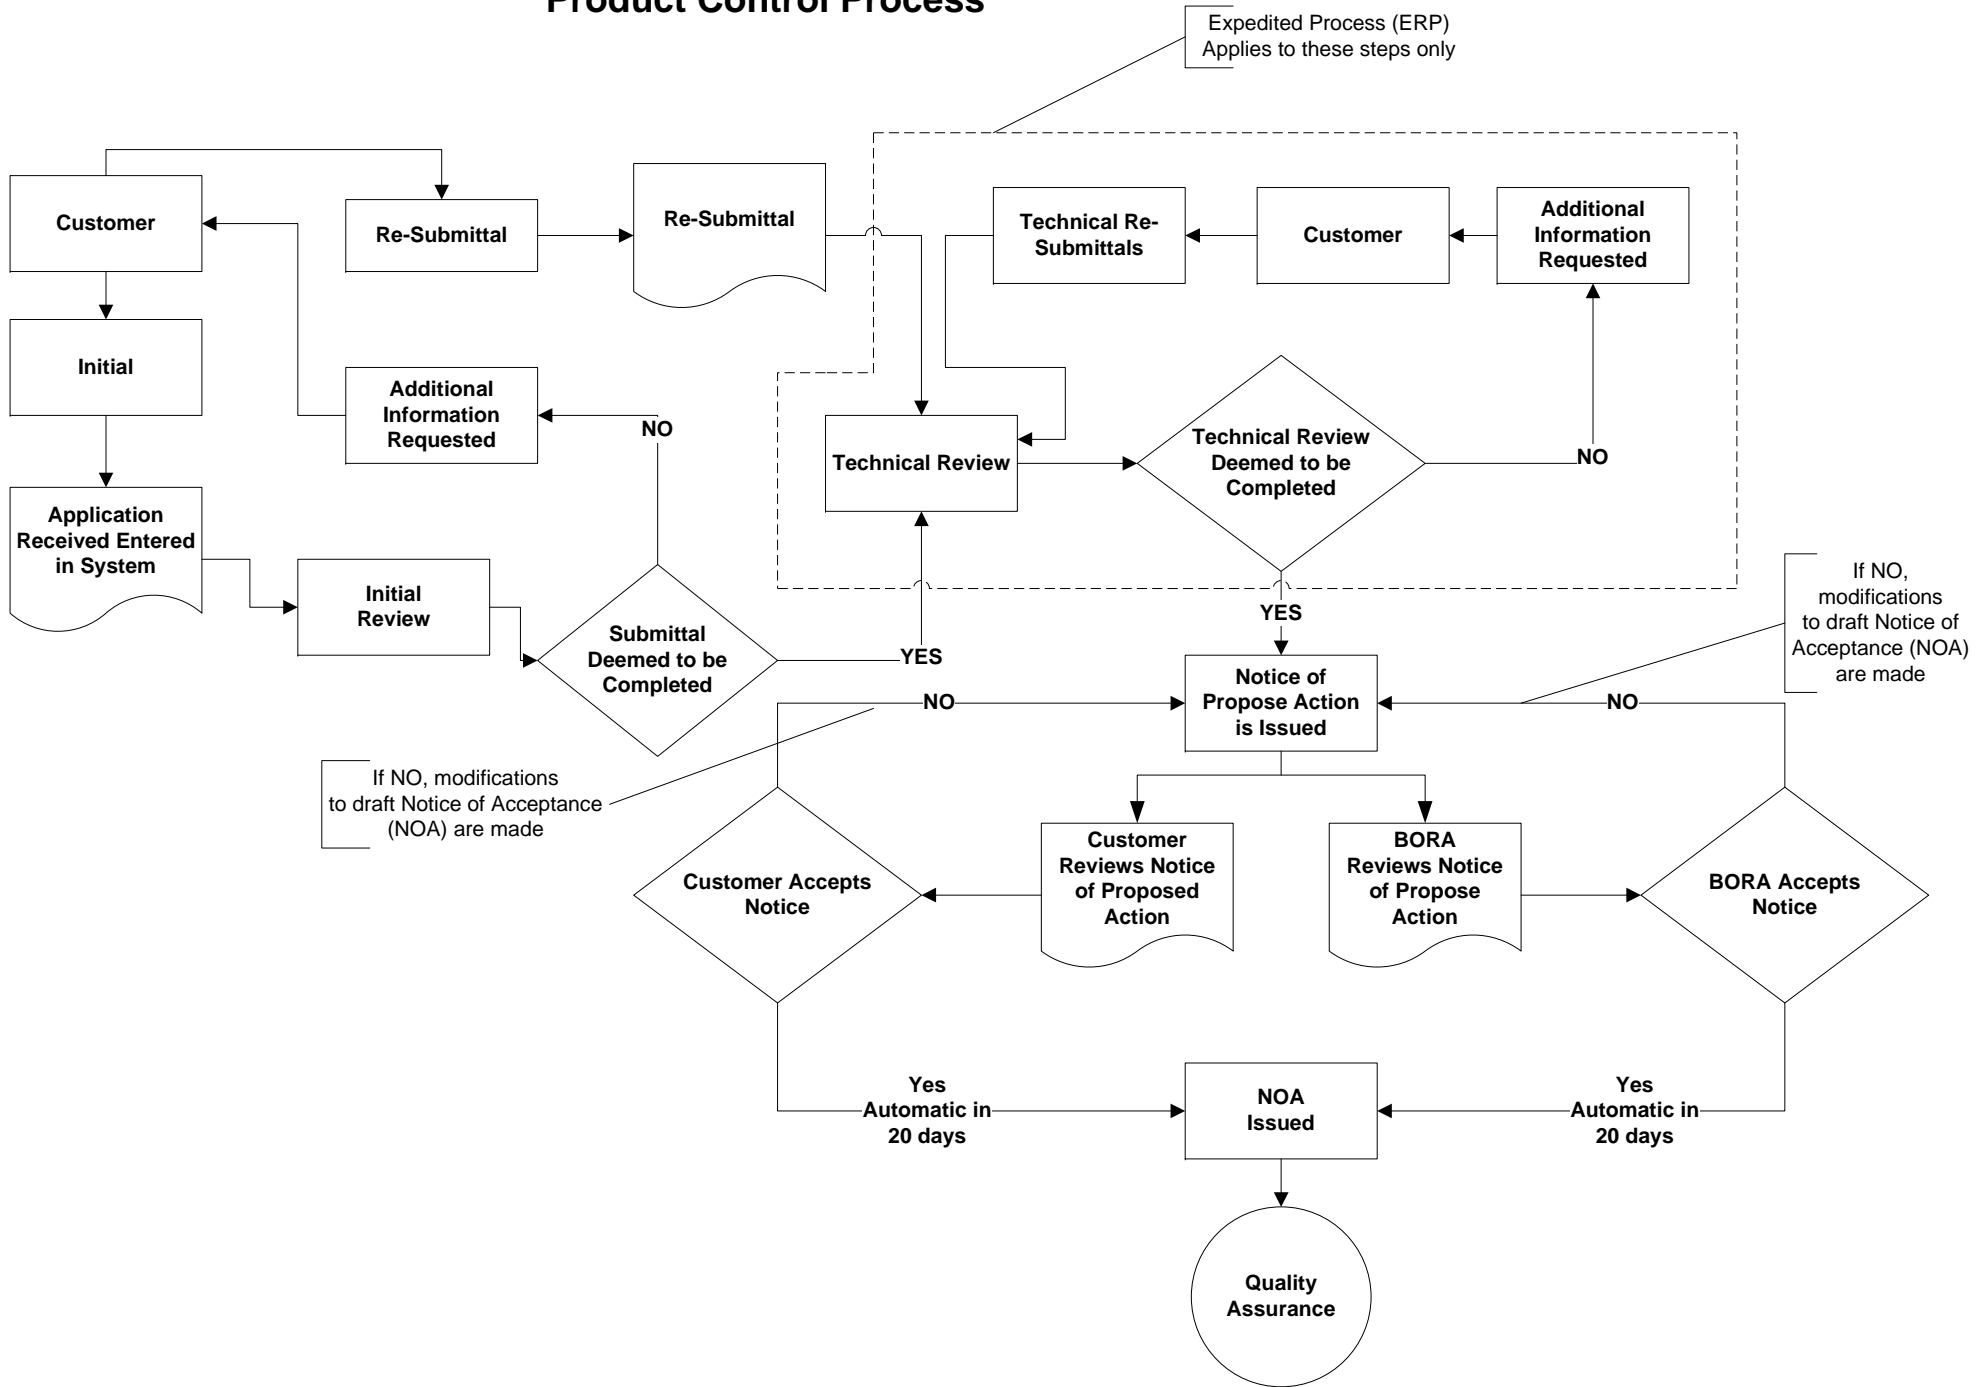 Product Control Process
Expedited Process (ERP)
Applies to these steps only
Customer
Re-Submittal
Re-Submittal
Technical Re-
Submittals
Customer
Additional
Information
Requested
Initial
Additional
Information
Requested
NO
Technical Review
Technical Review
Deemed to be
Completed
NO
Application
Received Entered
in System
Initial
Review
Submittal
Deemed to be
Completed
YES
YES
If NO,
modifications
to draft Notice of
Acceptance (NOA)
are made
Notice of
Propose Action
is Issued
NO
NO
If NO, modifications
to draft Notice of Acceptance
(NOA) are made
Customer Accepts
Notice
Customer
Reviews Notice
of Proposed
Action
BORA
Reviews Notice
of Propose
Action
BORA Accepts
Notice
Yes
Automatic in
20 days
NOA
Issued
Yes
Automatic in
20 days
Quality
Assurance